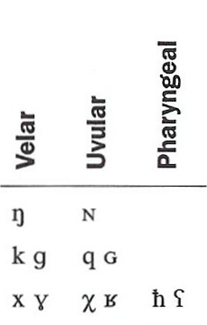 Velar Uvular Pharyngeal
ŋ ɴ
k g q ɢ
x ɣ χ ʁ ħ ʕ